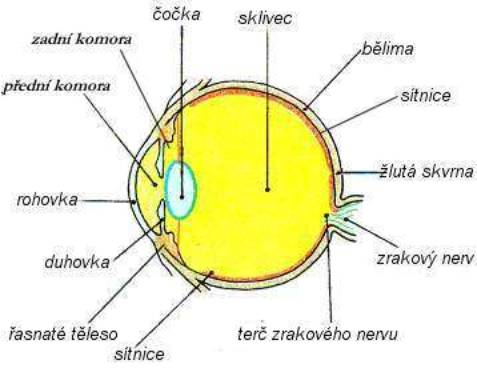 čočka
sklivec
zadní komora
bělima
přední komora
sítnice
žlutá skvrna
rohovka
zrakový nerv
duhovka
řasnaté těleso
terč zrakového nervu
sítnice